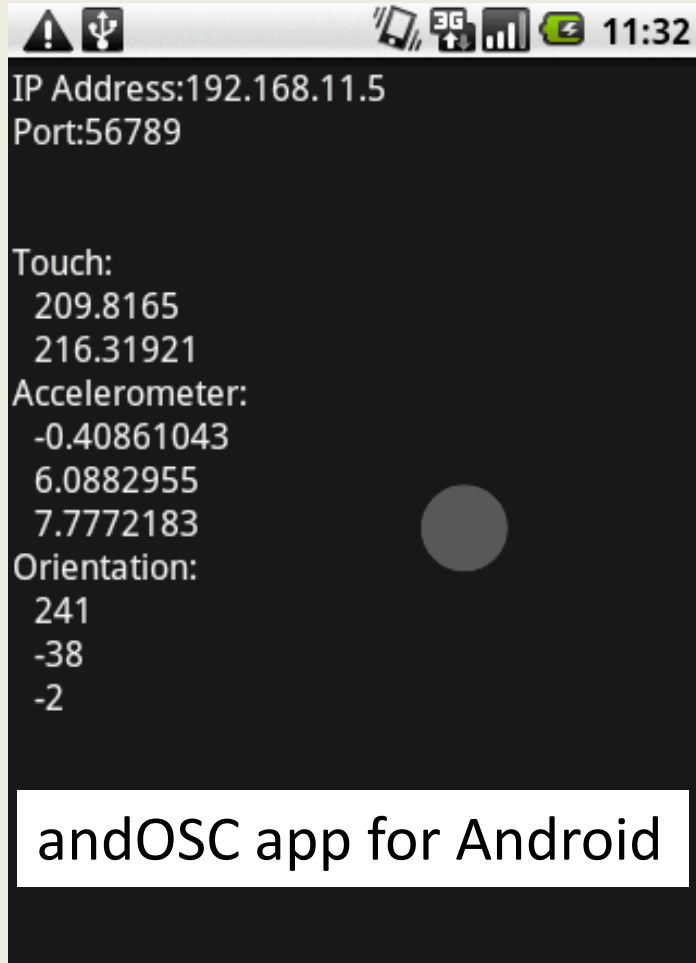 3G 11:32
IP Address:192.168.11.5
Port:56789
Touch:
209.8165
216.31921
Accelerometer:
-0.40861043
6.0882955
7.7772183
Orientation:
241
-38
-2
andOSC app for Android